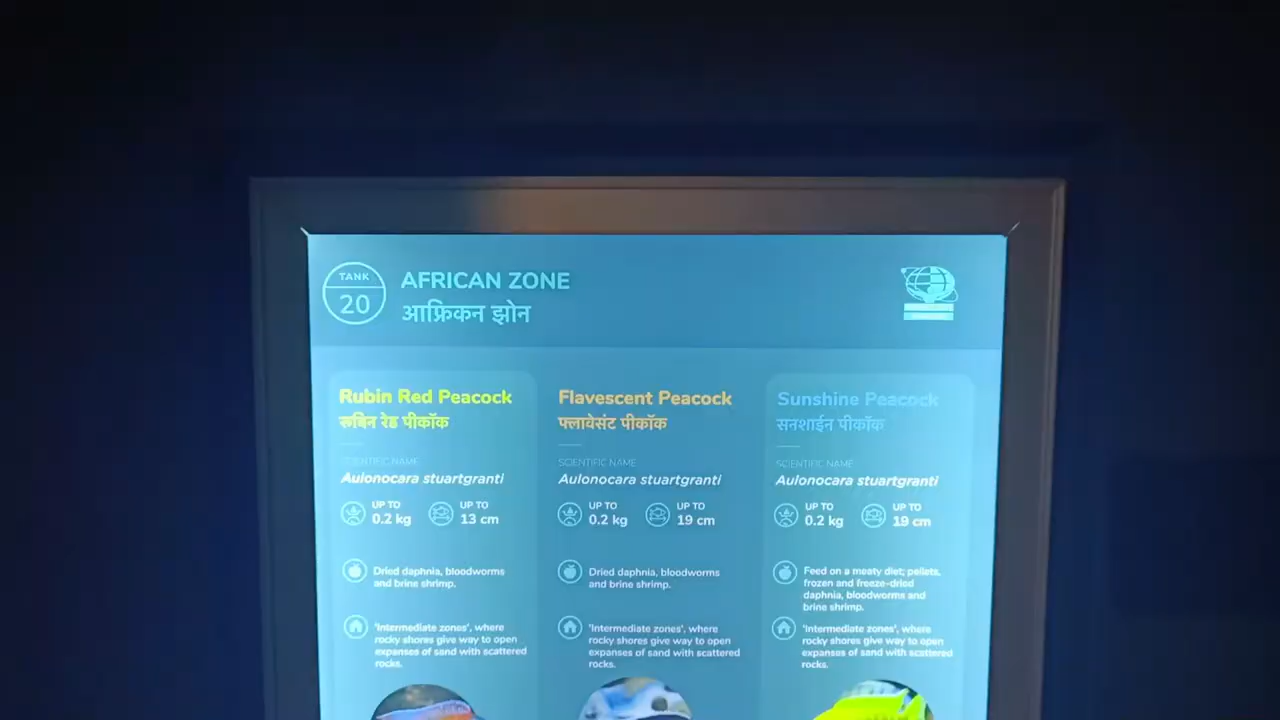 TANK
20
AFRICAN ZONE
आफ्रिकन झोन
Rubin Red Peacock
रूबिन रेड पीकॉक
SCIENTIFIC NAME
Aulonocara stuartgranti
UP TO
0.2 kg
UP TO
13 cm
Dried daphnia, bloodworms
and brine shrimp.
'Intermediate zones', where
rocky shores give way to open
expanses of sand with scattered
rocks.
Flavescent Peacock
फ्लावेसंट पीकॉक
SCIENTIFIC NAME
Aulonocara stuartgranti
UP TO
0.2 kg
UP TO
19 cm
Dried daphnia, bloodworms
and brine shrimp.
'Intermediate zones', where
rocky shores give way to open
expanses of sand with scattered
rocks.
Sunshine Peacock
सनशाईन पीकॉक
SCIENTIFIC NAME
Aulonocara stuartgranti
UP TO
0.2 kg
UP TO
19 cm
Feed on a meaty diet; pellets,
frozen and freeze-dried
daphnia, bloodworms and
brine shrimp.
'Intermediate zones', where
rocky shores give way to open
expanses of sand with scattered
rocks.